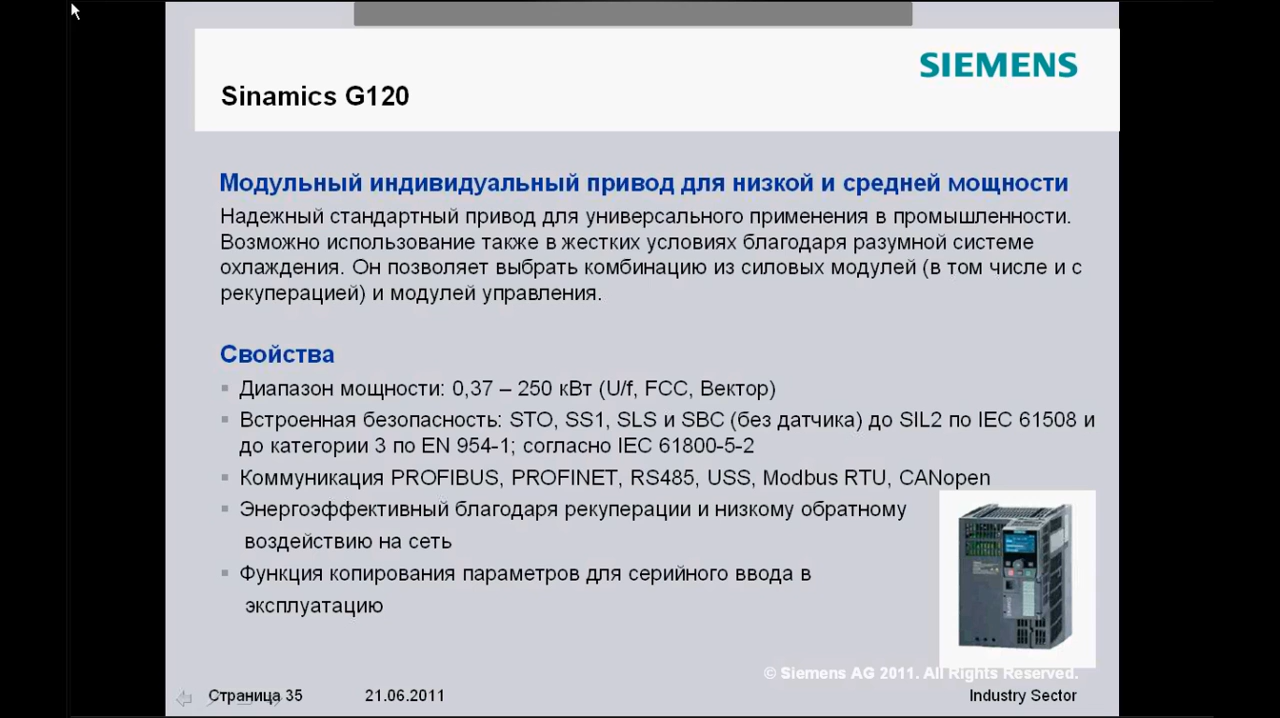 SIEMENS
Sinamics G120
Модульный индивидуальный привод для низкой и средней мощности
Надежный стандартный привод для универсального применения в промышленности.
Возможно использование также в жестких условиях благодаря разумной системе
охлаждения. Он позволяет выбрать комбинацию из силовых модулей (в том числе и с
рекуперацией) и модулей управления.
Свойства
Диапазон мощности: 0,37 – 250 кВт (U/f, FCC, Вектор)
Встроенная безопасность: STO, SS1, SLS и SBC (без датчика) до SIL2 по IEC 61508 и
до категории 3 по EN 954-1; согласно IEC 61800-5-2
Коммуникация PROFIBUS, PROFINET, RS485, USS, Modbus RTU, CANopen
Энергоэффективный благодаря рекуперации и низкому обратному
воздействию на сеть
Функция копирования параметров для серийного ввода в
эксплуатацию
© Siemens AG 2011. All Rights Reserved.
Страница 35 21.06.2011 Industry Sector